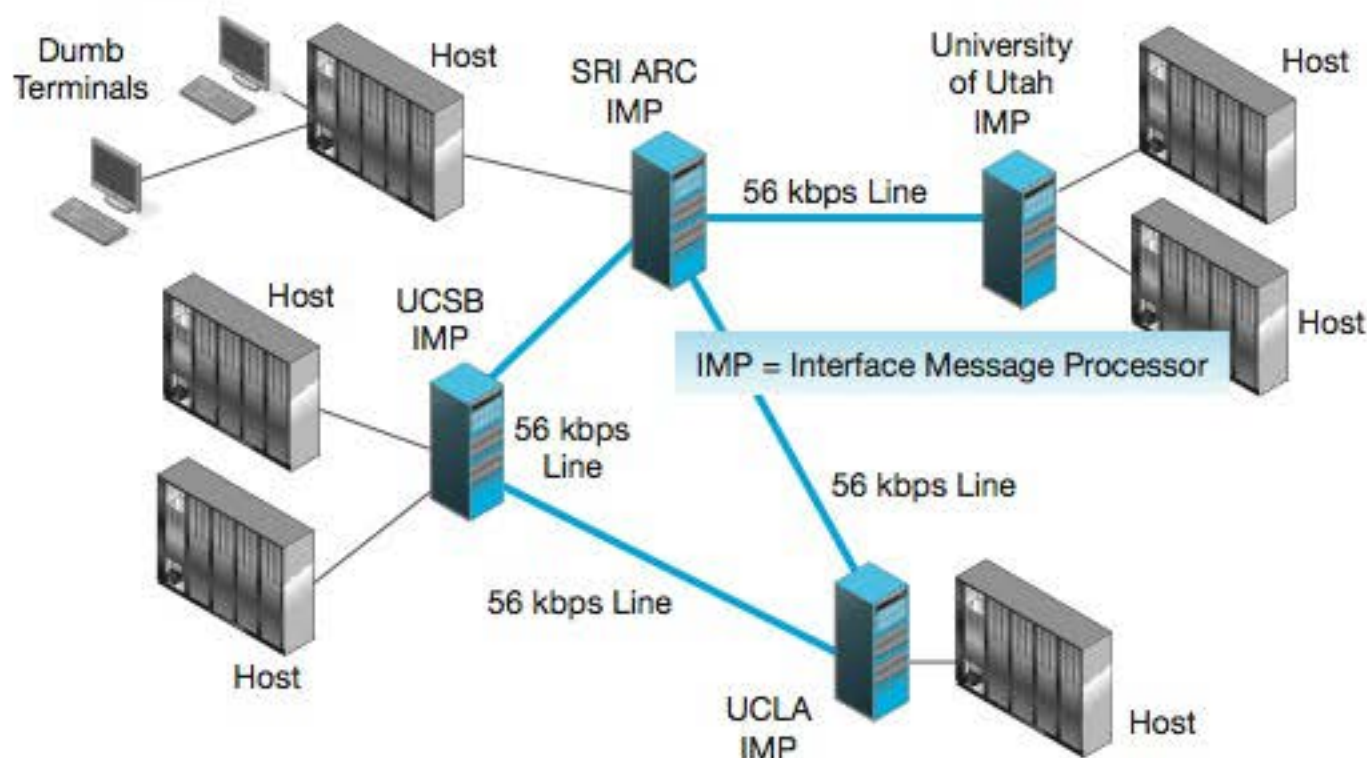 Dumb
Terminals
Host
SRI ARC
IMP
University
of Utah
IMP
Host
56 kbps Line
Host
Host
UCSB
IMP
IMP = Interface Message Processor
56 kbps
Line
56 kbps Line
56 kbps Line
Host
UCLA
IMP
Host